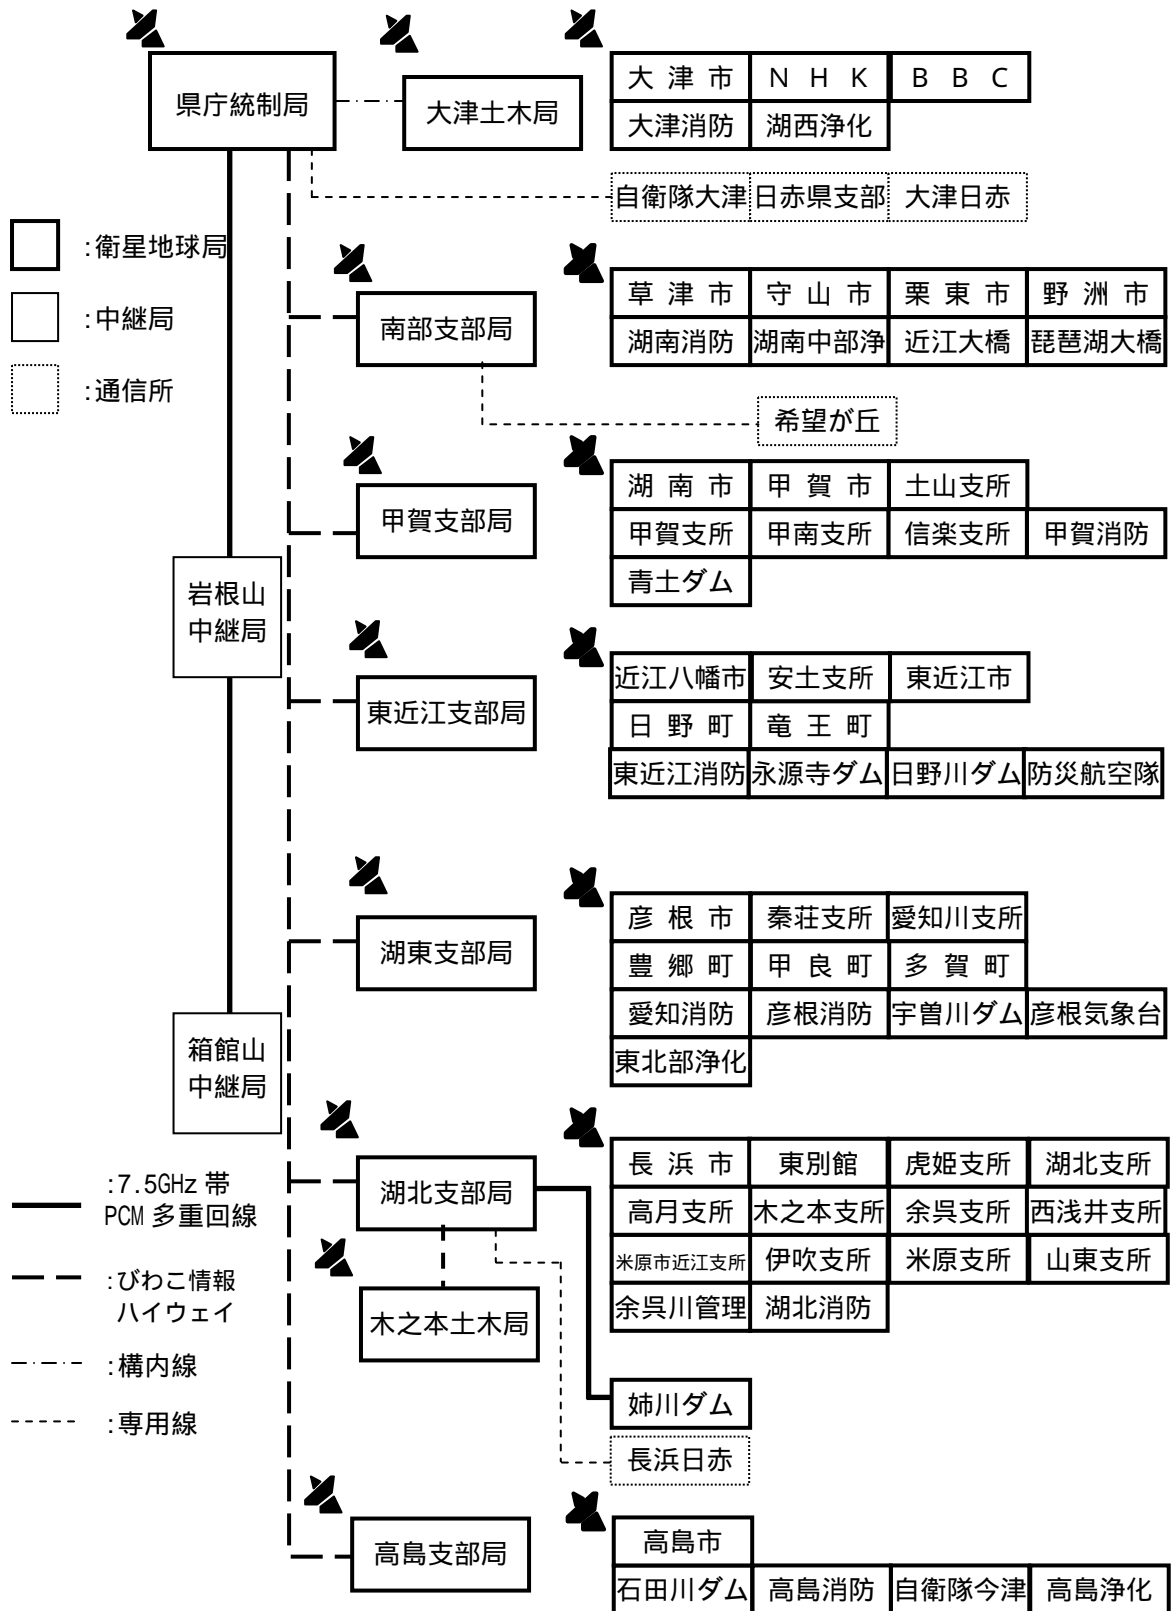 県庁統制局
大津土木局
大津市 NHK BBC
大津消防 湖西浄化
自衛隊大津 日赤県支部 大津日赤
:衛星地球局
:中継局
:通信所
南部支部局
草津市 守山市 栗東市 野洲市
湖南消防 湖南中部浄 近江大橋 琵琶湖大橋
希望が丘
甲賀支部局
湖南市 甲賀市 土山支所
甲賀支所 甲南支所 信楽支所 甲賀消防
青土ダム
岩根山
中継局
東近江支部局
近江八幡市 安土支所 東近江市
日野町 竜王町
東近江消防 永源寺ダム 日野川ダム 防災航空隊
湖東支部局
彦根市 秦荘支所 愛知川支所
豊郷町 甲良町 多賀町
愛知消防 彦根消防 宇曽川ダム 彦根気象台
東北部浄化
箱館山
中継局
湖北支部局
長浜市 東別館 虎姫支所 湖北支所
高月支所 木之本支所 余呉支所 西浅井支所
米原市近江支所 伊吹支所 米原支所 山東支所
余呉川管理 湖北消防
木之本土木局
姉川ダム
長浜日赤
:7.5GHz帯
PCM多重回線
:びわこ情報
ハイウェイ
:構内線
:専用線
高島支部局
高島市
石田川ダム 高島消防 自衛隊今津 高島浄化